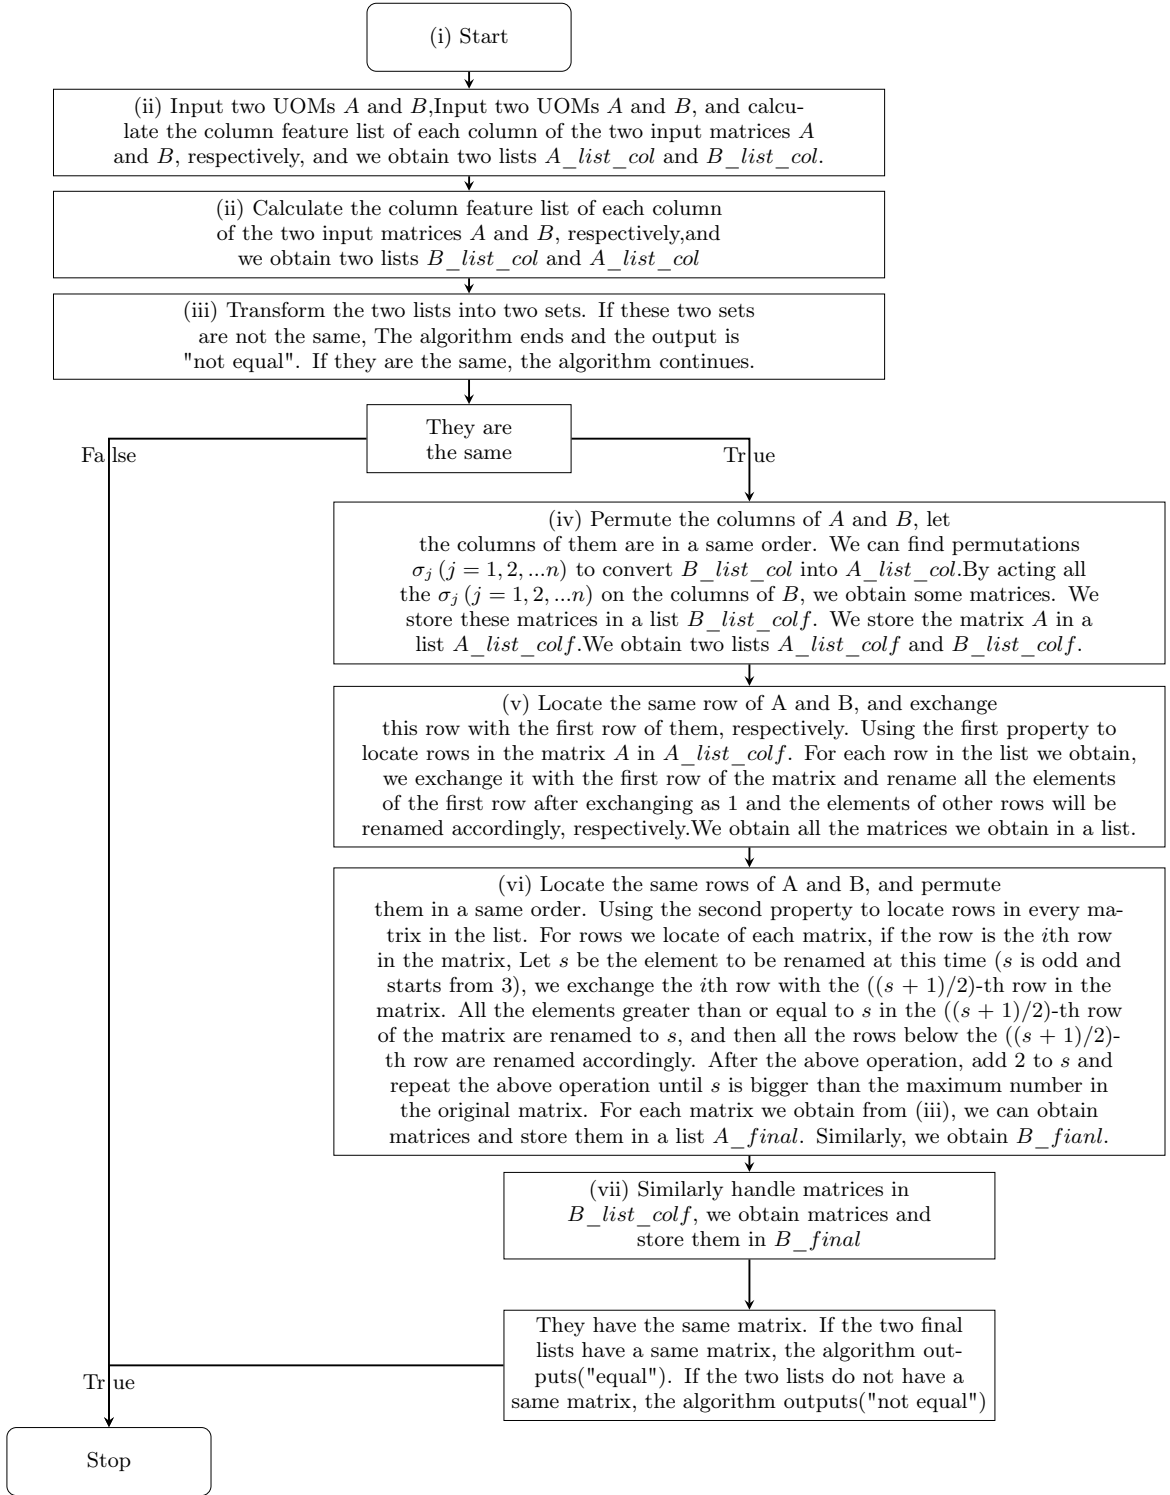 (i) Start
(ii) Input two UOMs A and B,Input two UOMs A and B, and calcu-
late the column feature list of each column of the two input matrices A
and B, respectively, and we obtain two lists A_list_col and B_list_col.
(ii) Calculate the column feature list of each column
of the two input matrices A and B, respectively,and
we obtain two lists B_list_col and A_list_col
(iii) Transform the two lists into two sets. If these two sets
are not the same, The algorithm ends and the output is
"not equal". If they are the same, the algorithm continues.
They are
the same
False
True
(iv) Permute the columns of A and B, let
the columns of them are in a same order. We can find permutations
σ_j (j = 1, 2, ...n) to convert B_list_col into A_list_col.By acting all
the σ_j (j = 1, 2, ...n) on the columns of B, we obtain some matrices. We
store these matrices in a list B_list_colf. We store the matrix A in a
list A_list_colf.We obtain two lists A_list_colf and B_list_colf.
(v) Locate the same row of A and B, and exchange
this row with the first row of them, respectively. Using the first property to
locate rows in the matrix A in A_list_colf. For each row in the list we obtain,
we exchange it with the first row of the matrix and rename all the elements
of the first row after exchanging as 1 and the elements of other rows will be
renamed accordingly, respectively.We obtain all the matrices we obtain in a list.
(vi) Locate the same rows of A and B, and permute
them in a same order. Using the second property to locate rows in every ma-
trix in the list. For rows we locate of each matrix, if the row is the ith row
in the matrix, Let s be the element to be renamed at this time (s is odd and
starts from 3), we exchange the ith row with the ((s + 1)/2)-th row in the
matrix. All the elements greater than or equal to s in the ((s + 1)/2)-th row
of the matrix are renamed to s, and then all the rows below the ((s + 1)/2)-
th row are renamed accordingly. After the above operation, add 2 to s and
repeat the above operation until s is bigger than the maximum number in
the original matrix. For each matrix we obtain from (iii), we can obtain
matrices and store them in a list A_final. Similarly, we obtain B_fianl.
(vii) Similarly handle matrices in
B_list_colf, we obtain matrices and
store them in B_final
They have the same matrix. If the two final
lists have a same matrix, the algorithm out-
puts("equal"). If the two lists do not have a
same matrix, the algorithm outputs("not equal")
True
Stop